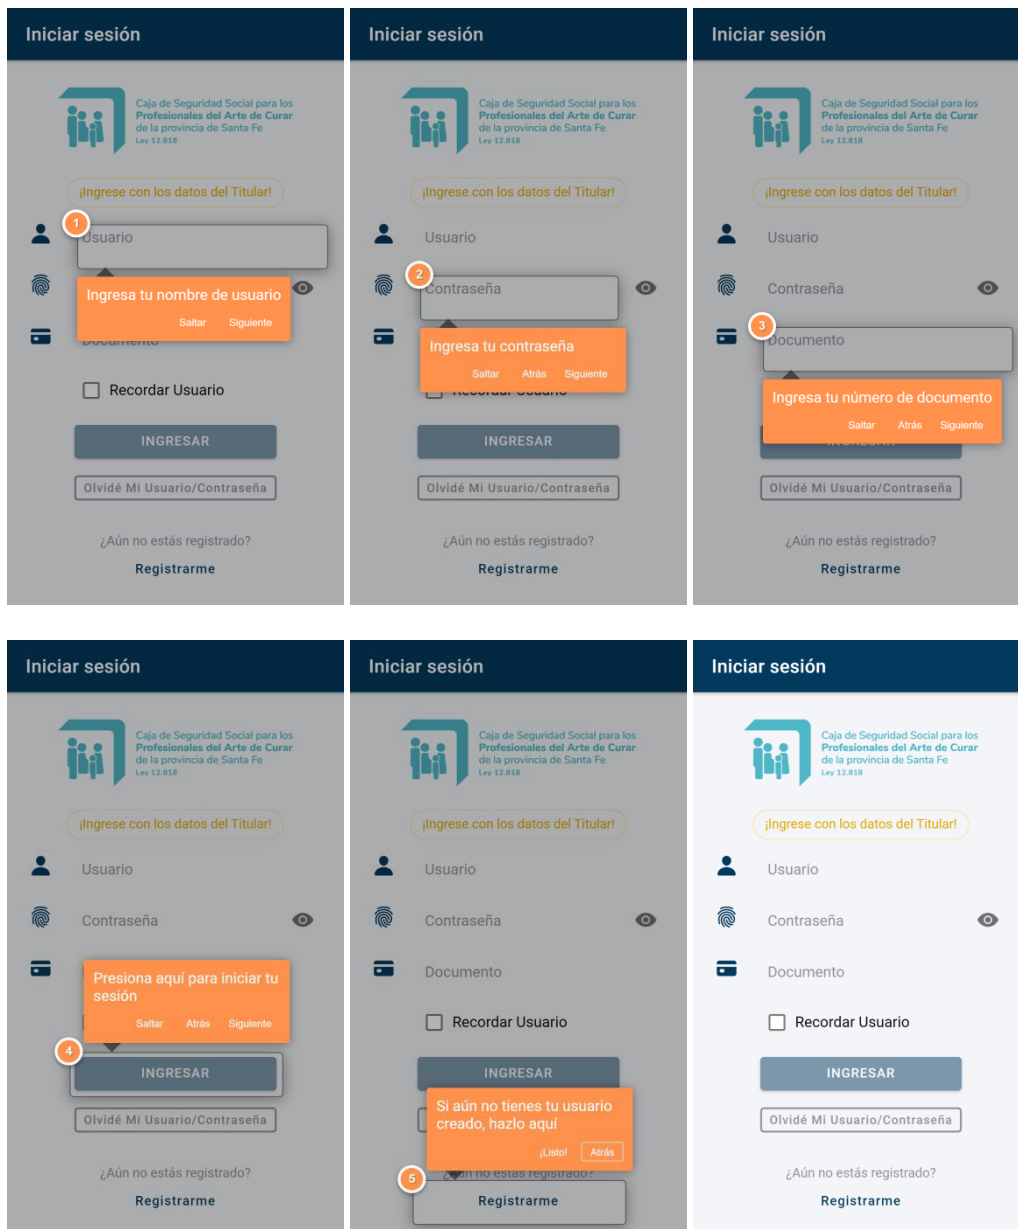 Iniciar sesión
Caja de Seguridad Social para los
Profesionales del Arte de Curar
de la provincia de Santa Fe
Ley 12.818
¡Ingrese con los datos del Titular!
1
Usuario
Ingresa tu nombre de usuario
Saltar Siguiente
Documento
Recordar Usuario
INGRESAR
Olvidé Mi Usuario/Contraseña
¿Aún no estás registrado?
Registrarme
Iniciar sesión
Caja de Seguridad Social para los
Profesionales del Arte de Curar
de la provincia de Santa Fe
Ley 12.818
¡Ingrese con los datos del Titular!
Usuario
2
Contraseña
Ingresa tu contraseña
Saltar Atrás Siguiente
Recordar Usuario
INGRESAR
Olvidé Mi Usuario/Contraseña
¿Aún no estás registrado?
Registrarme
Iniciar sesión
Caja de Seguridad Social para los
Profesionales del Arte de Curar
de la provincia de Santa Fe
Ley 12.818
¡Ingrese con los datos del Titular!
Usuario
Contraseña
3
Documento
Ingresa tu número de documento
Saltar Atrás Siguiente
INGRESAR
Olvidé Mi Usuario/Contraseña
¿Aún no estás registrado?
Registrarme
Iniciar sesión
Caja de Seguridad Social para los
Profesionales del Arte de Curar
de la provincia de Santa Fe
Ley 12.818
¡Ingrese con los datos del Titular!
Usuario
Contraseña
Presiona aquí para iniciar tu
sesión
Saltar Atrás Siguiente
4
INGRESAR
Olvidé Mi Usuario/Contraseña
¿Aún no estás registrado?
Registrarme
Iniciar sesión
Caja de Seguridad Social para los
Profesionales del Arte de Curar
de la provincia de Santa Fe
Ley 12.818
¡Ingrese con los datos del Titular!
Usuario
Contraseña
Documento
Recordar Usuario
INGRESAR
Si aún no tienes tu usuario
creado, hazlo aquí
¡Listo! Atrás
¿Aún no estás registrado?
5
Registrarme
Iniciar sesión
Caja de Seguridad Social para los
Profesionales del Arte de Curar
de la provincia de Santa Fe
Ley 12.818
¡Ingrese con los datos del Titular!
Usuario
Contraseña
Documento
Recordar Usuario
INGRESAR
Olvidé Mi Usuario/Contraseña
¿Aún no estás registrado?
Registrarme